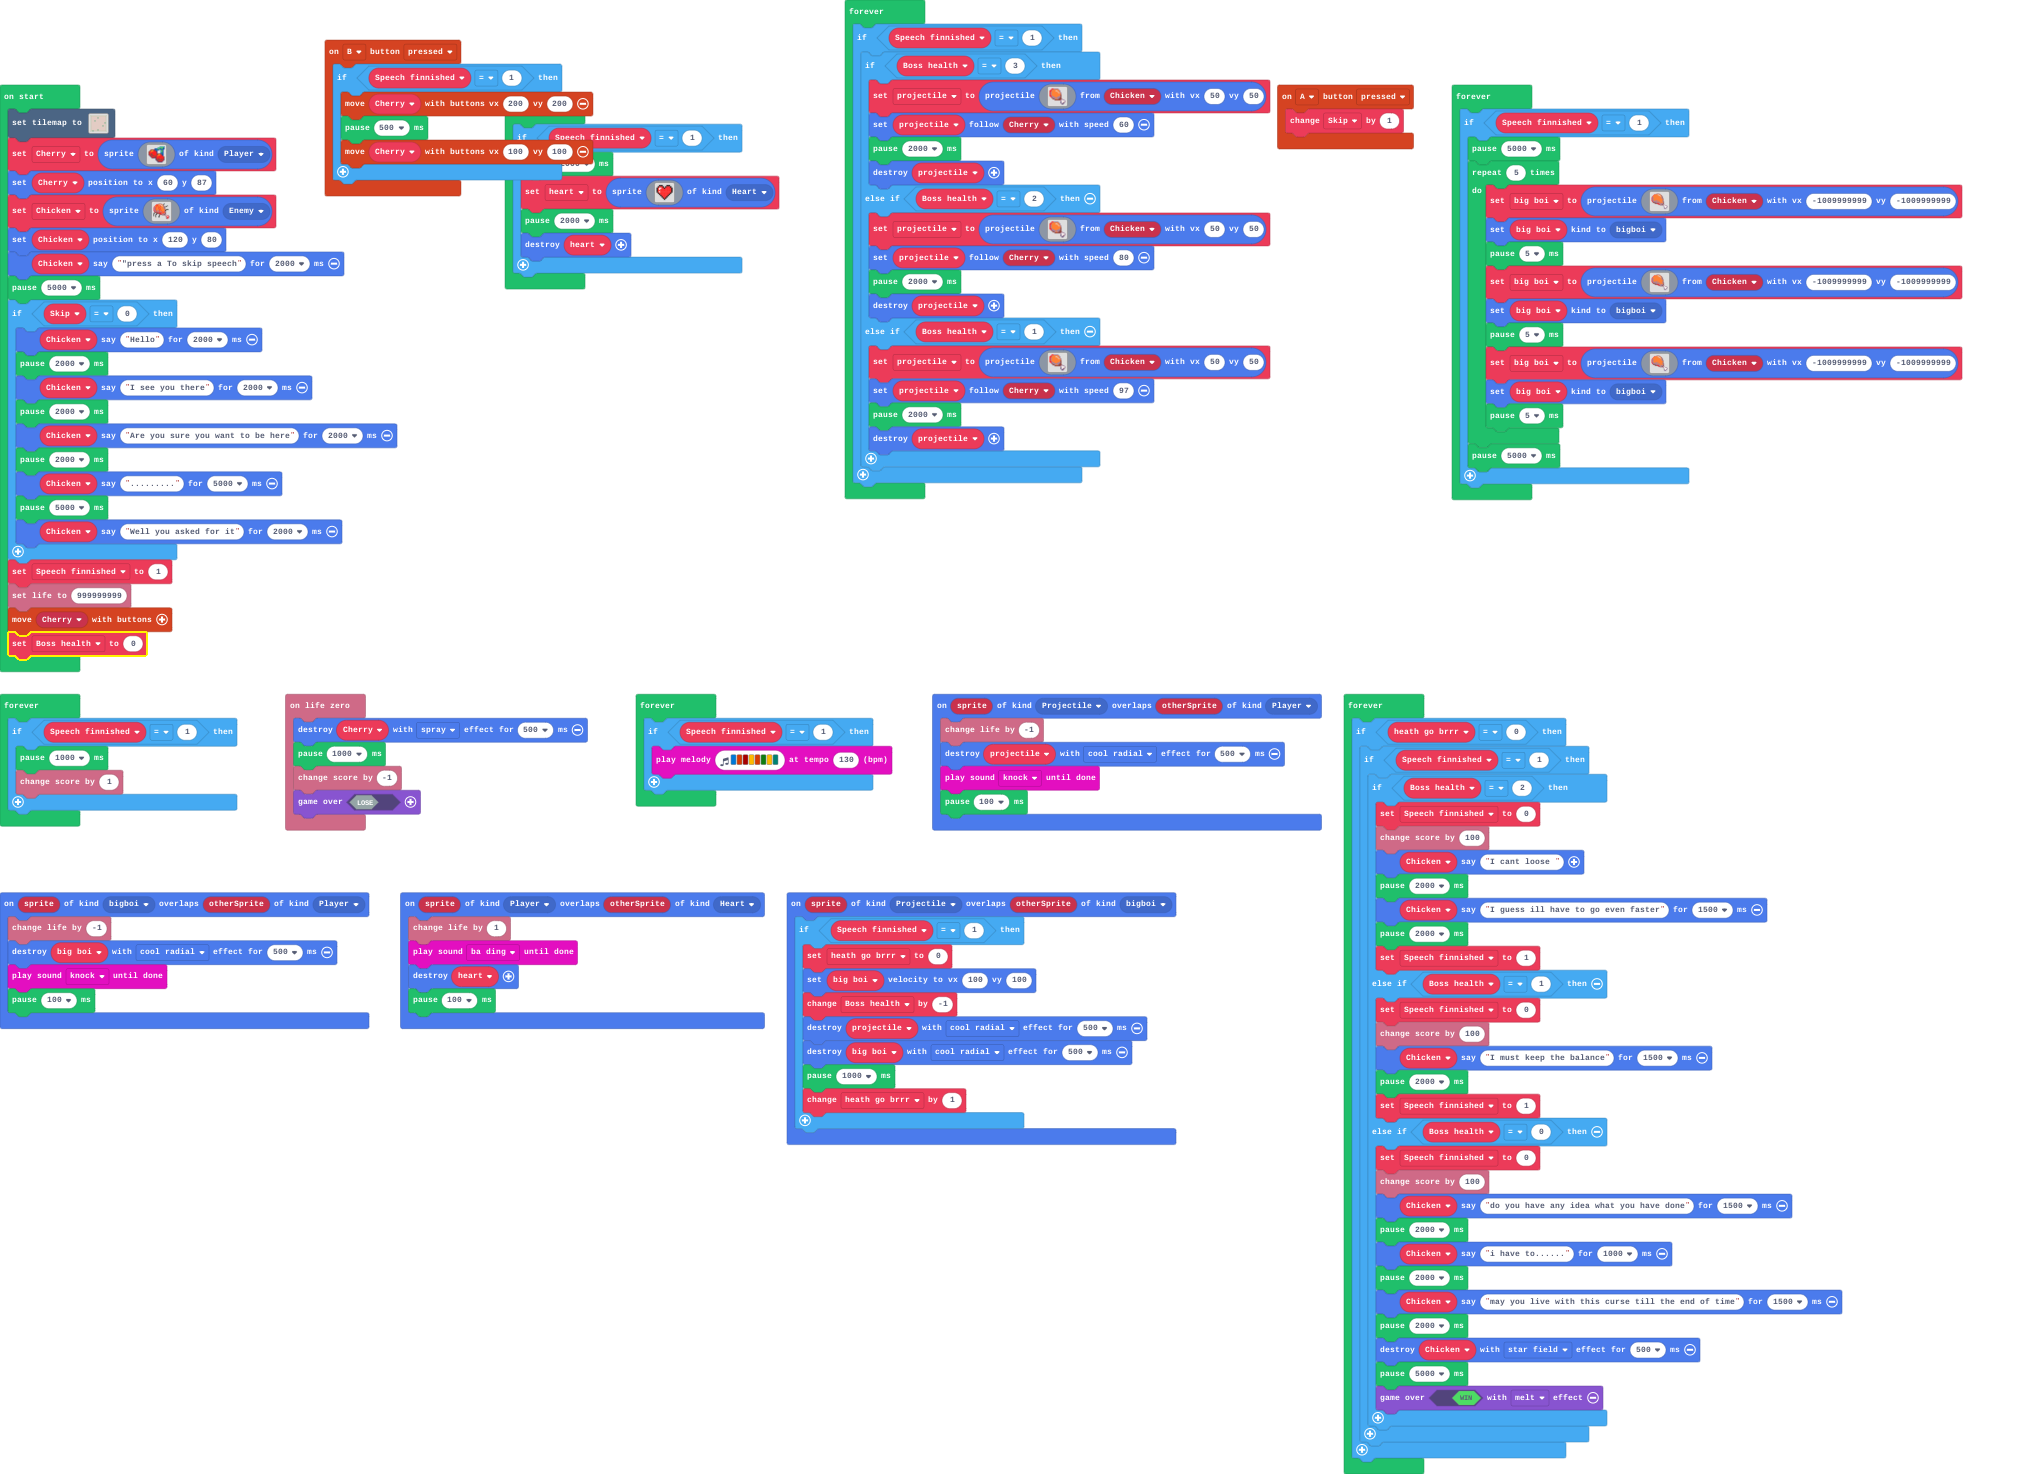 on start
set tilemap to
set Cherry to sprite of kind Player
set Cherry position to x 60 y 87
set Chicken to sprite of kind Enemy
set Chicken position to x 120 y 80
Chicken say ""press a To skip speech" for 2000 ms
pause 5000 ms
if Skip = 0 then
Chicken say "Hello" for 2000 ms
pause 2000 ms
Chicken say "I see you there" for 2000 ms
pause 2000 ms
Chicken say "Are you sure you want to be here" for 2000 ms
pause 2000 ms
Chicken say "........." for 5000 ms
pause 5000 ms
Chicken say "Well you asked for it" for 2000 ms
set Speech finnished to 1
set life to 999999999
move Cherry with buttons
set Boss health to 0
on B button pressed
if Speech finnished = 1 then
move Cherry with buttons vx 200 vy 200
pause 500 ms
move Cherry with buttons vx 100 vy 100
if Speech finnished = 1 then
ms
set heart to sprite of kind Heart
pause 2000 ms
destroy heart
forever
if Speech finnished = 1 then
if Boss health = 3 then
set projectile to projectile from Chicken with vx 50 vy 50
set projectile follow Cherry with speed 60
pause 2000 ms
destroy projectile
else if Boss health = 2 then
set projectile to projectile from Chicken with vx 50 vy 50
set projectile follow Cherry with speed 80
pause 2000 ms
destroy projectile
else if Boss health = 1 then
set projectile to projectile from Chicken with vx 50 vy 50
set projectile follow Cherry with speed 97
pause 2000 ms
destroy projectile
on A button pressed
change Skip by 1
forever
if Speech finnished = 1 then
pause 5000 ms
repeat 5 times
do
set big boi to projectile from Chicken with vx -1009999999 vy -1009999999
set big boi kind to bigboi
pause 5 ms
set big boi to projectile from Chicken with vx -1009999999 vy -1009999999
set big boi kind to bigboi
pause 5 ms
set big boi to projectile from Chicken with vx -1009999999 vy -1009999999
set big boi kind to bigboi
pause 5 ms
pause 5000 ms
forever
if Speech finnished = 1 then
pause 1000 ms
change score by 1
on life zero
destroy Cherry with spray effect for 500 ms
pause 1000 ms
change score by -1
game over LOSE
forever
if Speech finnished = 1 then
play melody at tempo 130 (bpm)
on sprite of kind Projectile overlaps otherSprite of kind Player
change life by -1
destroy projectile with cool radial effect for 500 ms
play sound knock until done
pause 100 ms
forever
if heath go brrr = 0 then
if Speech finnished = 1 then
if Boss health = 2 then
set Speech finnished to 0
change score by 100
Chicken say "I cant loose "
pause 2000 ms
Chicken say "I guess ill have to go even faster" for 1500 ms
pause 2000 ms
set Speech finnished to 1
else if Boss health = 1 then
set Speech finnished to 0
change score by 100
Chicken say "I must keep the balance" for 1500 ms
pause 2000 ms
set Speech finnished to 1
else if Boss health = 0 then
set Speech finnished to 0
change score by 100
Chicken say "do you have any idea what you have done" for 1500 ms
pause 2000 ms
Chicken say "i have to......" for 1000 ms
pause 2000 ms
Chicken say "may you live with this curse till the end of time" for 1500 ms
pause 2000 ms
destroy Chicken with star field effect for 500 ms
pause 5000 ms
game over WIN with melt effect
on sprite of kind bigboi overlaps otherSprite of kind Player
change life by -1
destroy big boi with cool radial effect for 500 ms
play sound knock until done
pause 100 ms
on sprite of kind Player overlaps otherSprite of kind Heart
change life by 1
play sound ba ding until done
destroy heart
pause 100 ms
on sprite of kind Projectile overlaps otherSprite of kind bigboi
if Speech finnished = 1 then
set heath go brrr to 0
set big boi velocity to vx 100 vy 100
change Boss health by -1
destroy projectile with cool radial effect for 500 ms
destroy big boi with cool radial effect for 500 ms
pause 1000 ms
change heath go brrr by 1